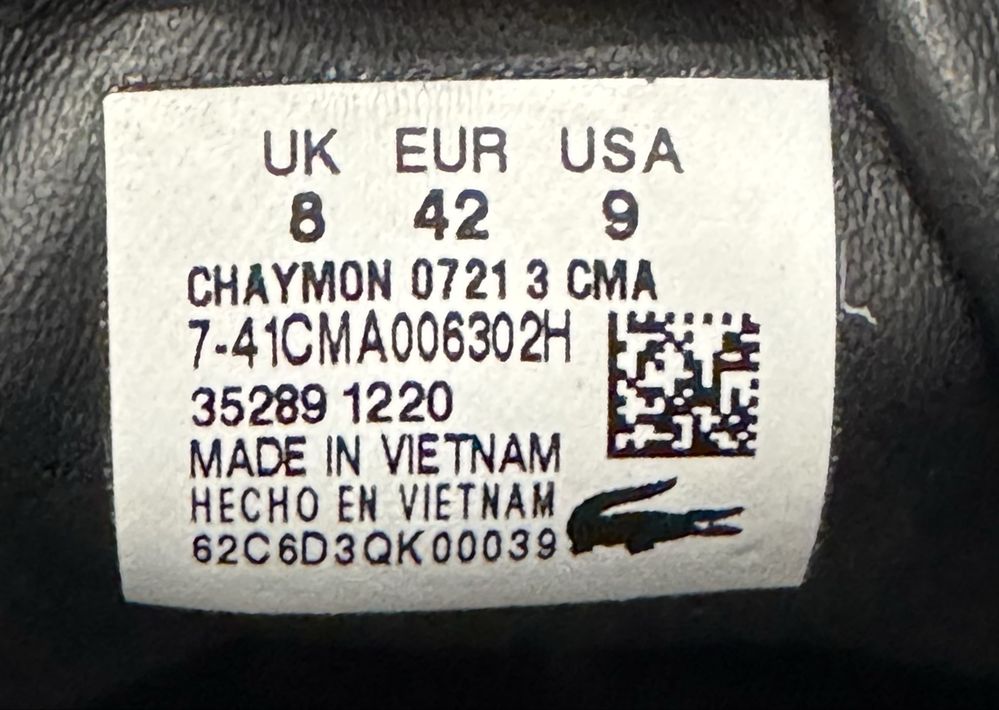 UK EUR USA
8 42 9
CHAYMON 0721 3 CMA
7-41CMA006302H
35289 1220
MADE IN VIETNAM
HECHO EN VIETNAM
62C6D3QK00039